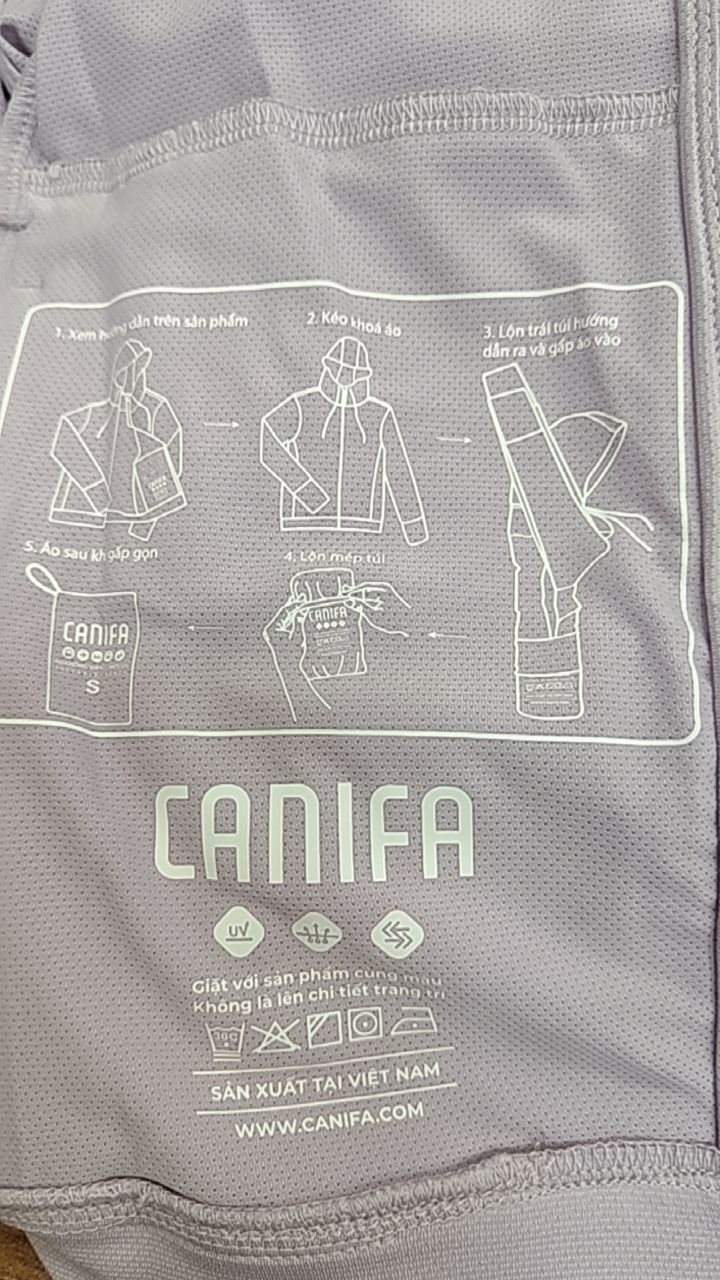 1. Xem hướng dẫn trên sản phẩm
2. Kéo khoá áo
3. Lộn trái túi hướng
dẫn ra và gấp áo vào
4. Lộn mép túi
CANIFA
5. Áo sau khi gấp gọn
CANIFA
S
CANIFA
UV
Giặt với sản phẩm cùng màu
Không là lên chi tiết trang trí
30C
SẢN XUẤT TẠI VIỆT NAM
WWW.CANIFA.COM